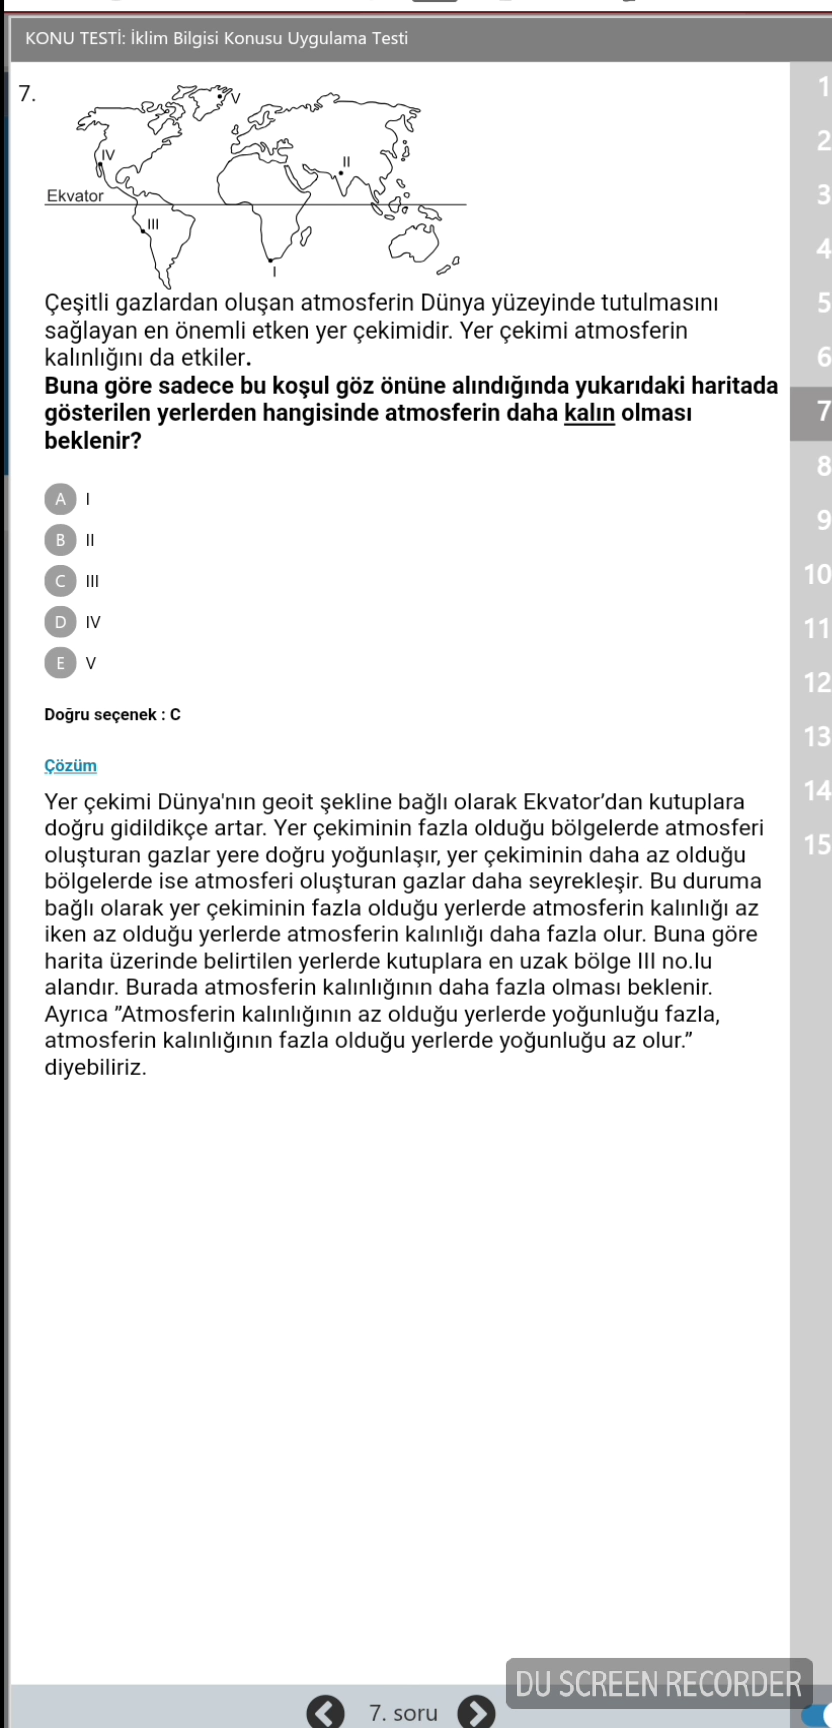 KONU TESTİ: İklim Bilgisi Konusu Uygulama Testi
7.
V
IV
II
Ekvator
III
I
Çeşitli gazlardan oluşan atmosferin Dünya yüzeyinde tutulmasını
sağlayan en önemli etken yer çekimidir. Yer çekimi atmosferin
kalınlığını da etkiler.
Buna göre sadece bu koşul göz önüne alındığında yukarıdaki haritada
gösterilen yerlerden hangisinde atmosferin daha kalın olması
beklenir?
A I
B II
C III
D IV
E V
Doğru seçenek : C
Çözüm
Yer çekimi Dünya'nın geoit şekline bağlı olarak Ekvator’dan kutuplara
doğru gidildikçe artar. Yer çekiminin fazla olduğu bölgelerde atmosferi
oluşturan gazlar yere doğru yoğunlaşır, yer çekiminin daha az olduğu
bölgelerde ise atmosferi oluşturan gazlar daha seyrekleşir. Bu duruma
bağlı olarak yer çekiminin fazla olduğu yerlerde atmosferin kalınlığı az
iken az olduğu yerlerde atmosferin kalınlığı daha fazla olur. Buna göre
harita üzerinde belirtilen yerlerde kutuplara en uzak bölge III no.lu
alandır. Burada atmosferin kalınlığının daha fazla olması beklenir.
Ayrıca ”Atmosferin kalınlığının az olduğu yerlerde yoğunluğu fazla,
atmosferin kalınlığının fazla olduğu yerlerde yoğunluğu az olur.”
diyebiliriz.
1
2
3
4
5
6
7
8
9
10
11
12
13
14
15
DU SCREEN RECORDER
7. soru